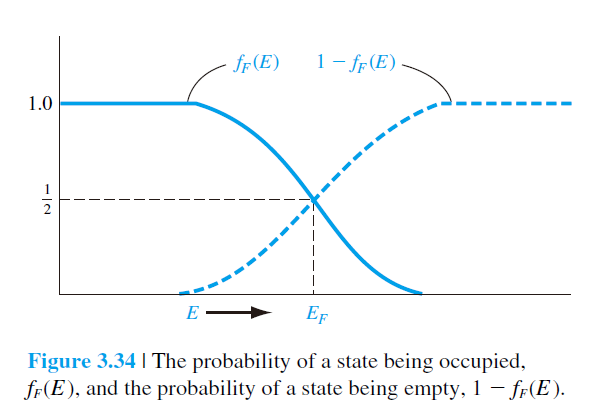 f_F(E) 1 − f_F(E)
1.0
1/2
E
E_F
Figure 3.34 | The probability of a state being occupied,
f_F(E), and the probability of a state being empty, 1 − f_F(E).